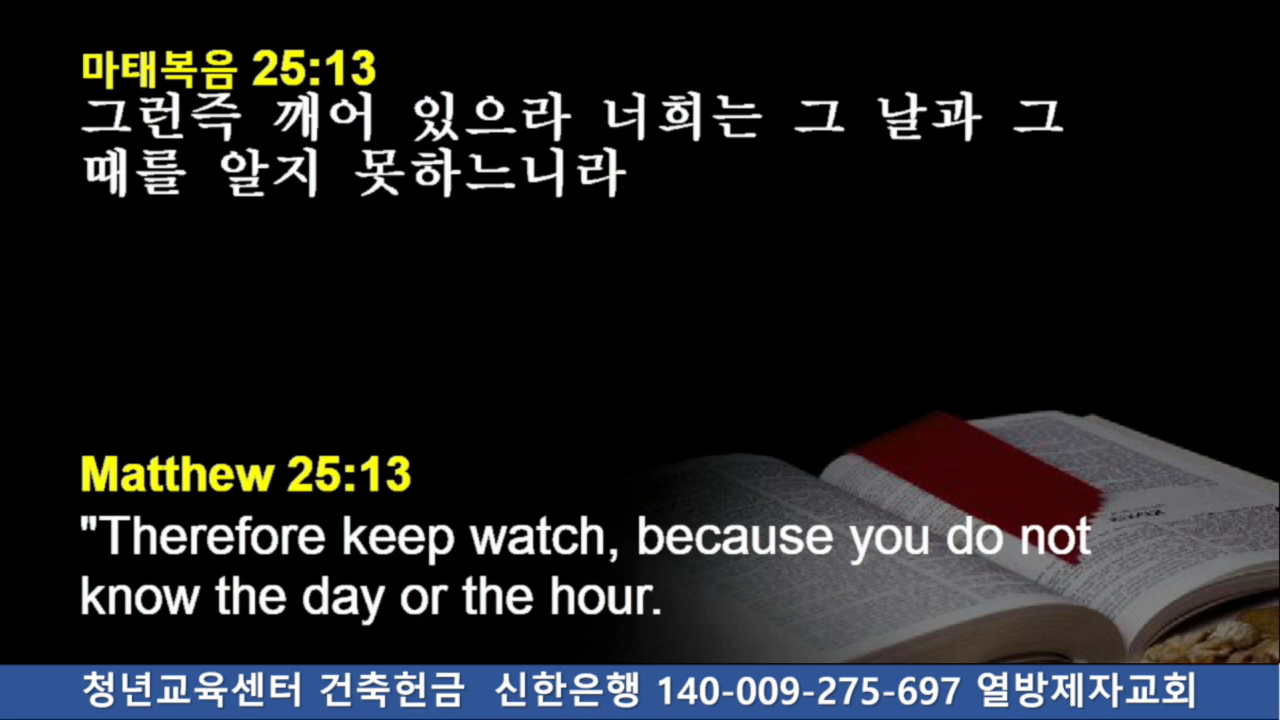 마태복음 25:13
그런즉 깨어 있으라 너희는 그 날과 그
때를 알지 못하느니라
Matthew 25:13
"Therefore keep watch, because you do not
know the day or the hour.
청년교육센터 건축헌금 신한은행 140-009-275-697 열방제자교회